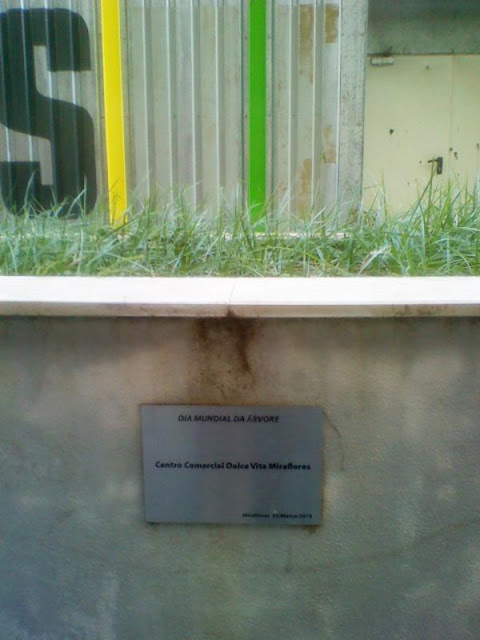 S
DIA MUNDIAL DA ÁRVORE
Centro Comercial Dolce Vita Miraflores
Miraflores